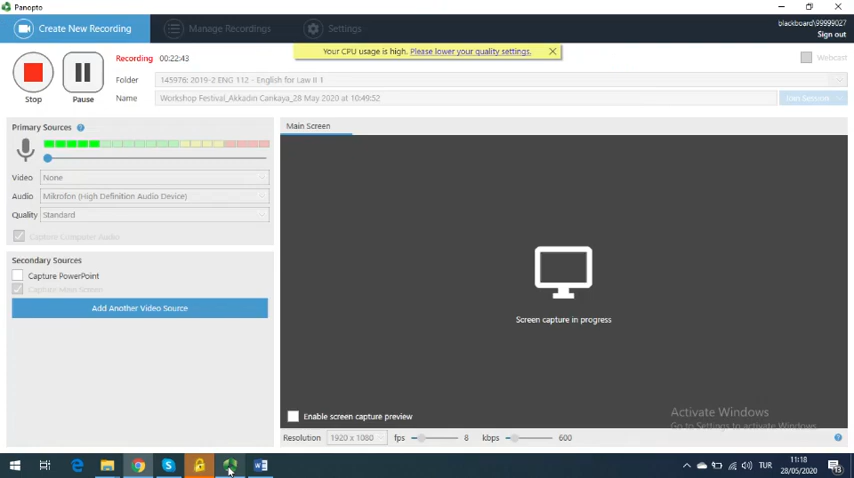 Panopto
Create New Recording
Manage Recordings
Settings
blackboard\99999027
Sign out
Your CPU usage is high. Please lower your quality settings.
Recording 00:22:43
Webcast
Stop
Pause
Folder 145976: 2019-2 ENG 112 - English for Law II 1
Name Workshop Festival_Akkadin Cankaya_28 May 2020 at 10:49:52
Join Session
Primary Sources
Main Screen
Video None
Audio Mikrofon (High Definition Audio Device)
Quality Standard
Capture Computer Audio
Secondary Sources
Capture PowerPoint
Capture Main Screen
Add Another Video Source
Screen capture in progress
Enable screen capture preview
Activate Windows
Go to Settings to activate Windows.
Resolution 1920 x 1080 fps 8 kbps 600
TUR
11:18
28/05/2020
13